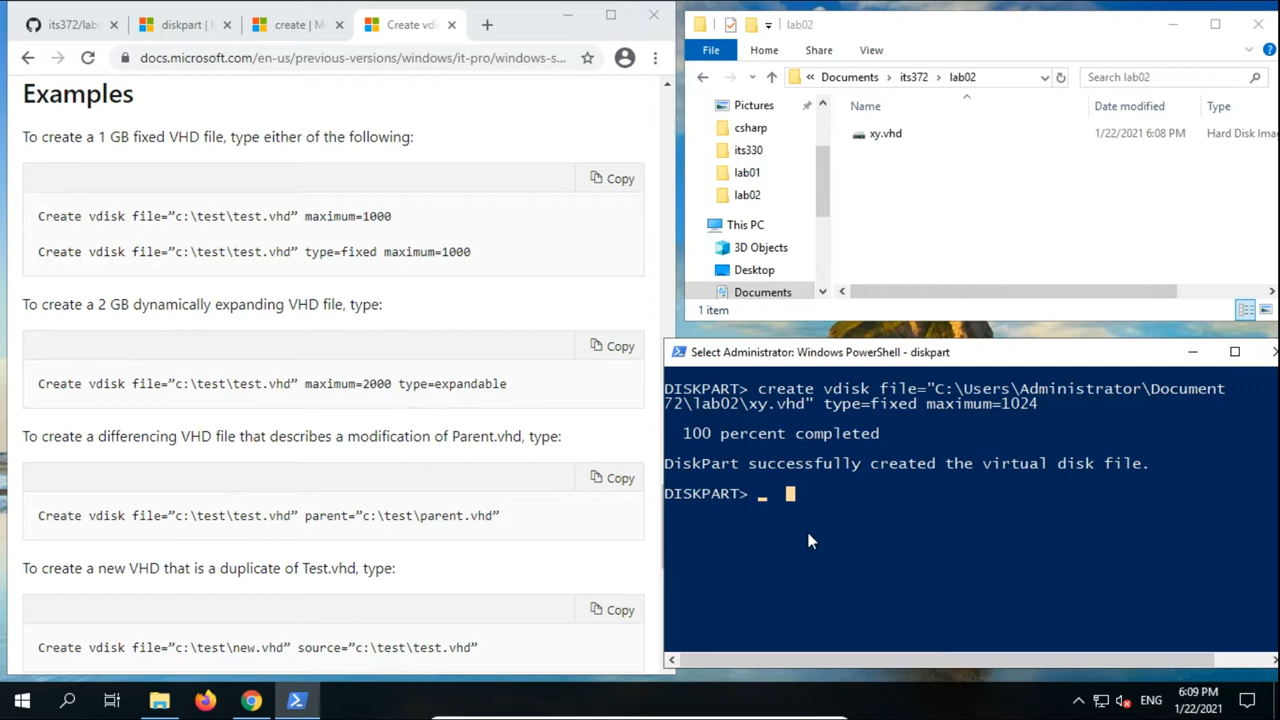 its372/lab
diskpart |
create | M
Create vdi
docs.microsoft.com/en-us/previous-versions/windows/it-pro/windows-s...
Examples
To create a 1 GB fixed VHD file, type either of the following:
Copy
Create vdisk file=”c:\test\test.vhd” maximum=1000
Create vdisk file=”c:\test\test.vhd” type=fixed maximum=1000
To create a 2 GB dynamically expanding VHD file, type:
Copy
Create vdisk file=”c:\test\test.vhd” maximum=2000 type=expandable
To create a differencing VHD file that describes a modification of Parent.vhd, type:
Copy
Create vdisk file=”c:\test\test.vhd” parent=”c:\test\parent.vhd”
To create a new VHD that is a duplicate of Test.vhd, type:
Copy
Create vdisk file=”c:\test\new.vhd” source=”c:\test\test.vhd”
lab02
File Home Share View
« Documents > its372 > lab02
Search lab02
Name Date modified Type
Pictures
csharp
its330
lab01
lab02
This PC
3D Objects
Desktop
Documents
xy.vhd 1/22/2021 6:08 PM Hard Disk Ima
1 item
Select Administrator: Windows PowerShell - diskpart
DISKPART> create vdisk file="C:\Users\Administrator\Document
72\lab02\xy.vhd" type=fixed maximum=1024
100 percent completed
DiskPart successfully created the virtual disk file.
DISKPART> _
ENG
6:09 PM
1/22/2021